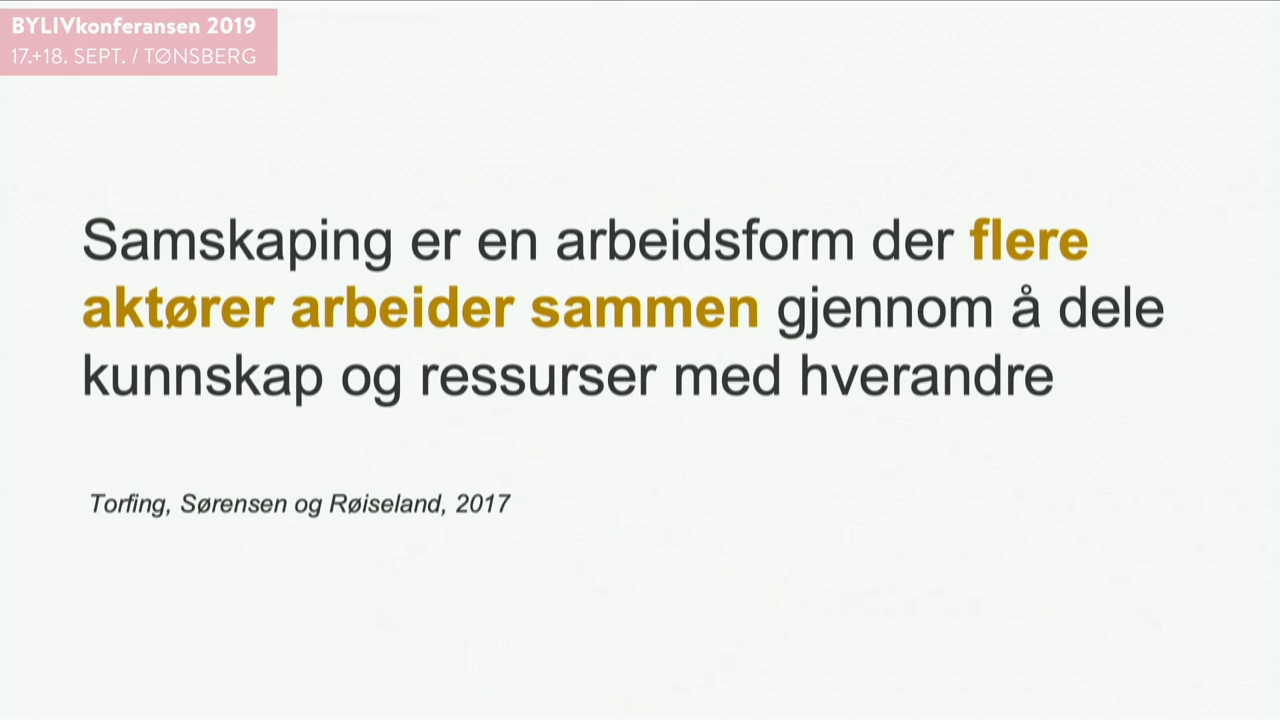 BYLIVkonferansen 2019
17.+18. SEPT. / TØNSBERG
Samskaping er en arbeidsform der flere
aktører arbeider sammen gjennom å dele
kunnskap og ressurser med hverandre
Torfing, Sørensen og Røiseland, 2017